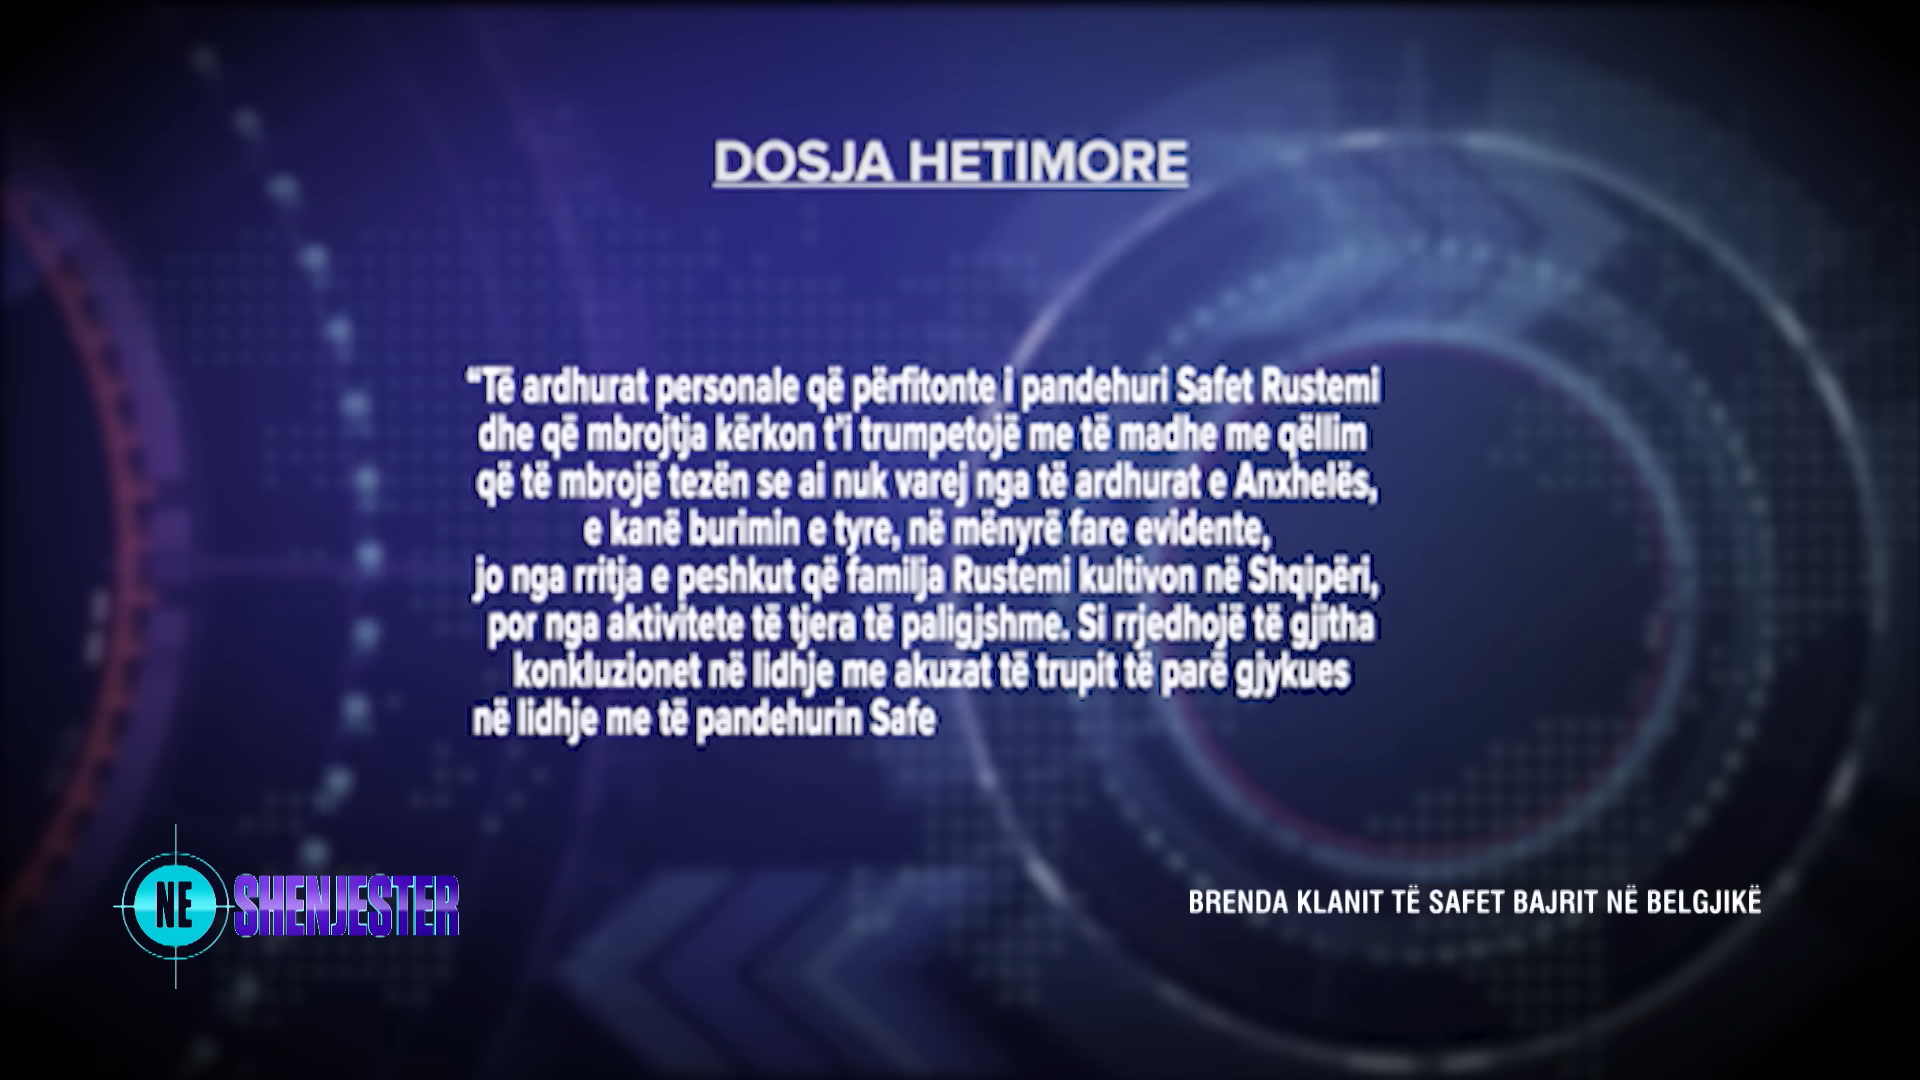 DOSJA HETIMORE
“Të ardhurat personale që përfitonte i pandehuri Safet Rustemi
dhe që mbrojtja kërkon t’i trumpetojë me të madhe me qëllim
që të mbrojë tezën se ai nuk varej nga të ardhurat e Anxhelës,
e kanë burimin e tyre, në mënyrë fare evidente,
jo nga rritja e peshkut që familja Rustemi kultivon në Shqipëri,
por nga aktivitete të tjera të paligjshme. Si rrjedhojë të gjitha
konkluzionet në lidhje me akuzat të trupit të parë gjykues
në lidhje me të pandehurin Safe
NE SHENJESTER
BRENDA KLANIT TË SAFET BAJRIT NË BELGJIKË